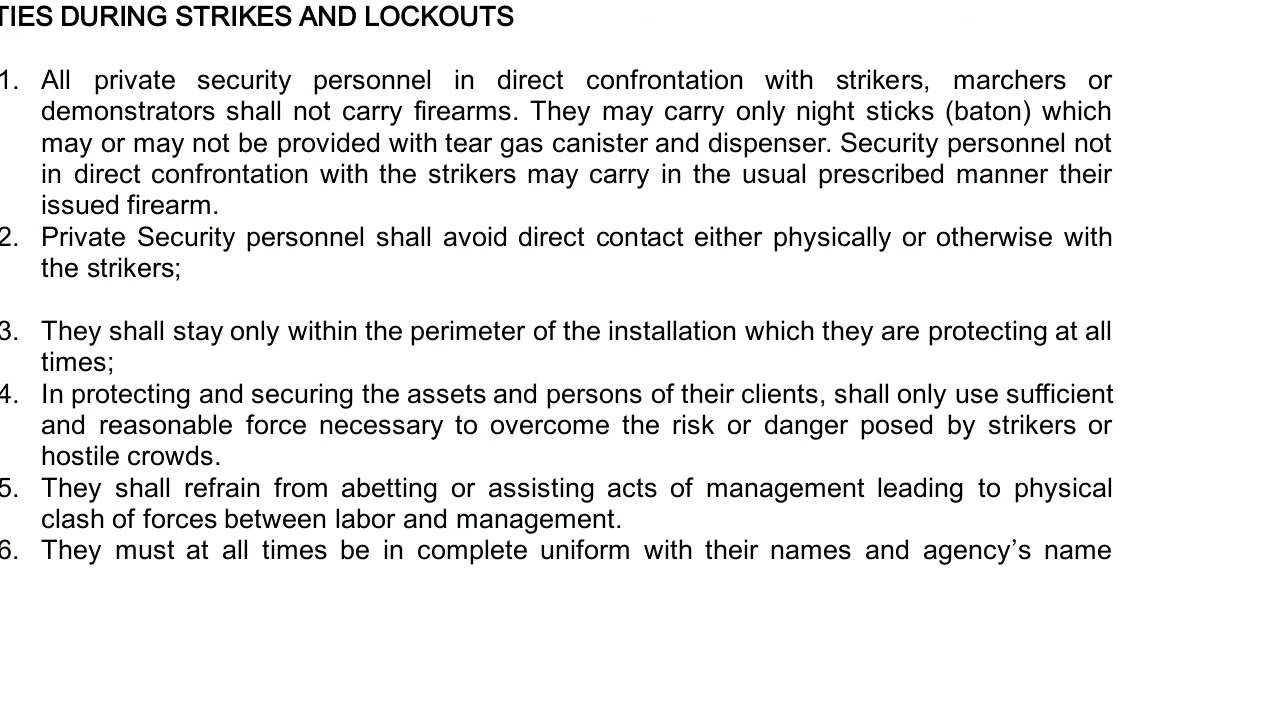 TIES DURING STRIKES AND LOCKOUTS
1. All private security personnel in direct confrontation with strikers, marchers or
demonstrators shall not carry firearms. They may carry only night sticks (baton) which
may or may not be provided with tear gas canister and dispenser. Security personnel not
in direct confrontation with the strikers may carry in the usual prescribed manner their
issued firearm.
2. Private Security personnel shall avoid direct contact either physically or otherwise with
the strikers;
3. They shall stay only within the perimeter of the installation which they are protecting at all
times;
4. In protecting and securing the assets and persons of their clients, shall only use sufficient
and reasonable force necessary to overcome the risk or danger posed by strikers or
hostile crowds.
5. They shall refrain from abetting or assisting acts of management leading to physical
clash of forces between labor and management.
6. They must at all times be in complete uniform with their names and agency’s name